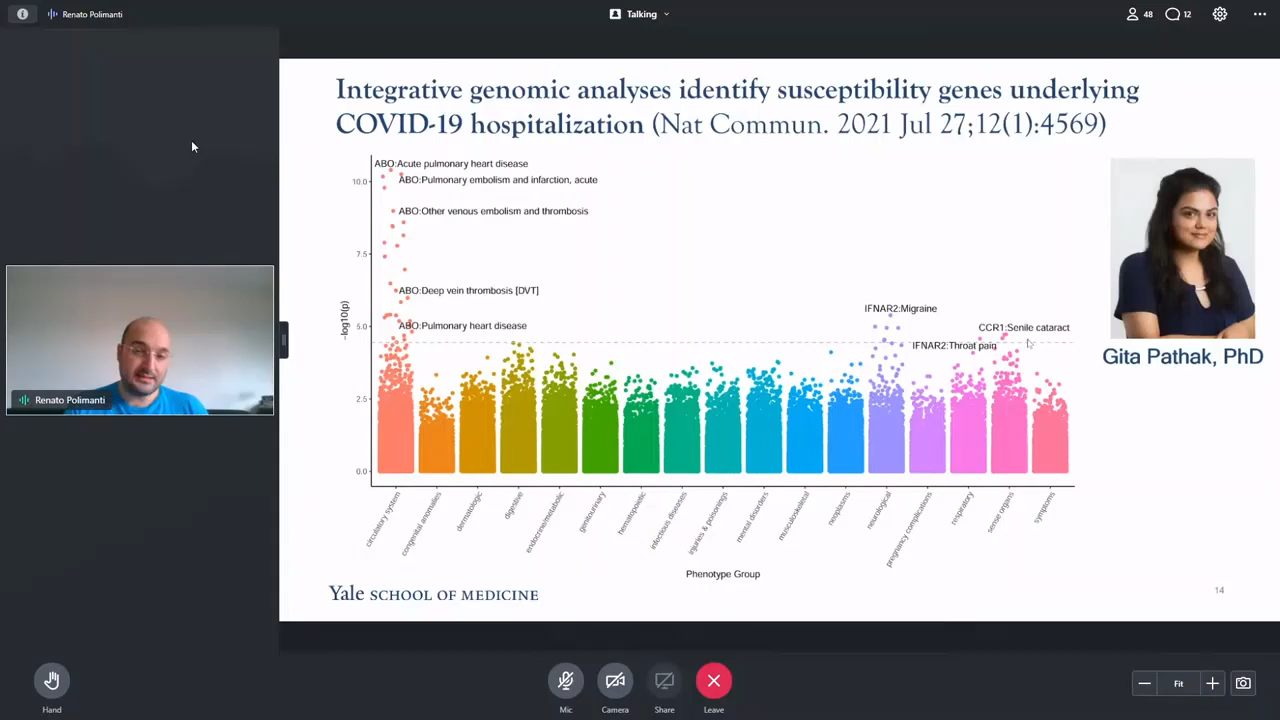 Renato Polimanti
Talking
48
12
Integrative genomic analyses identify susceptibility genes underlying
COVID-19 hospitalization (Nat Commun. 2021 Jul 27;12(1):4569)
ABO:Acute pulmonary heart disease
ABO:Pulmonary embolism and infarction, acute
ABO:Other venous embolism and thrombosis
ABO:Deep vein thrombosis [DVT]
ABO:Pulmonary heart disease
IFNAR2:Migraine
CCR1:Senile cataract
IFNAR2:Throat pain
10.0
7.5
5.0
2.5
0.0
−log10(p)
circulatory system
congenital anomalies
dermatologic
digestive
endocrine/metabolic
genitourinary
hematopoietic
infectious diseases
injuries & poisonings
mental disorders
musculoskeletal
neoplasms
neurological
pregnancy complications
respiratory
sense organs
symptoms
Phenotype Group
Gita Pathak, PhD
Renato Polimanti
Yale SCHOOL OF MEDICINE
14
Hand
Mic
Camera
Share
Leave
Fit